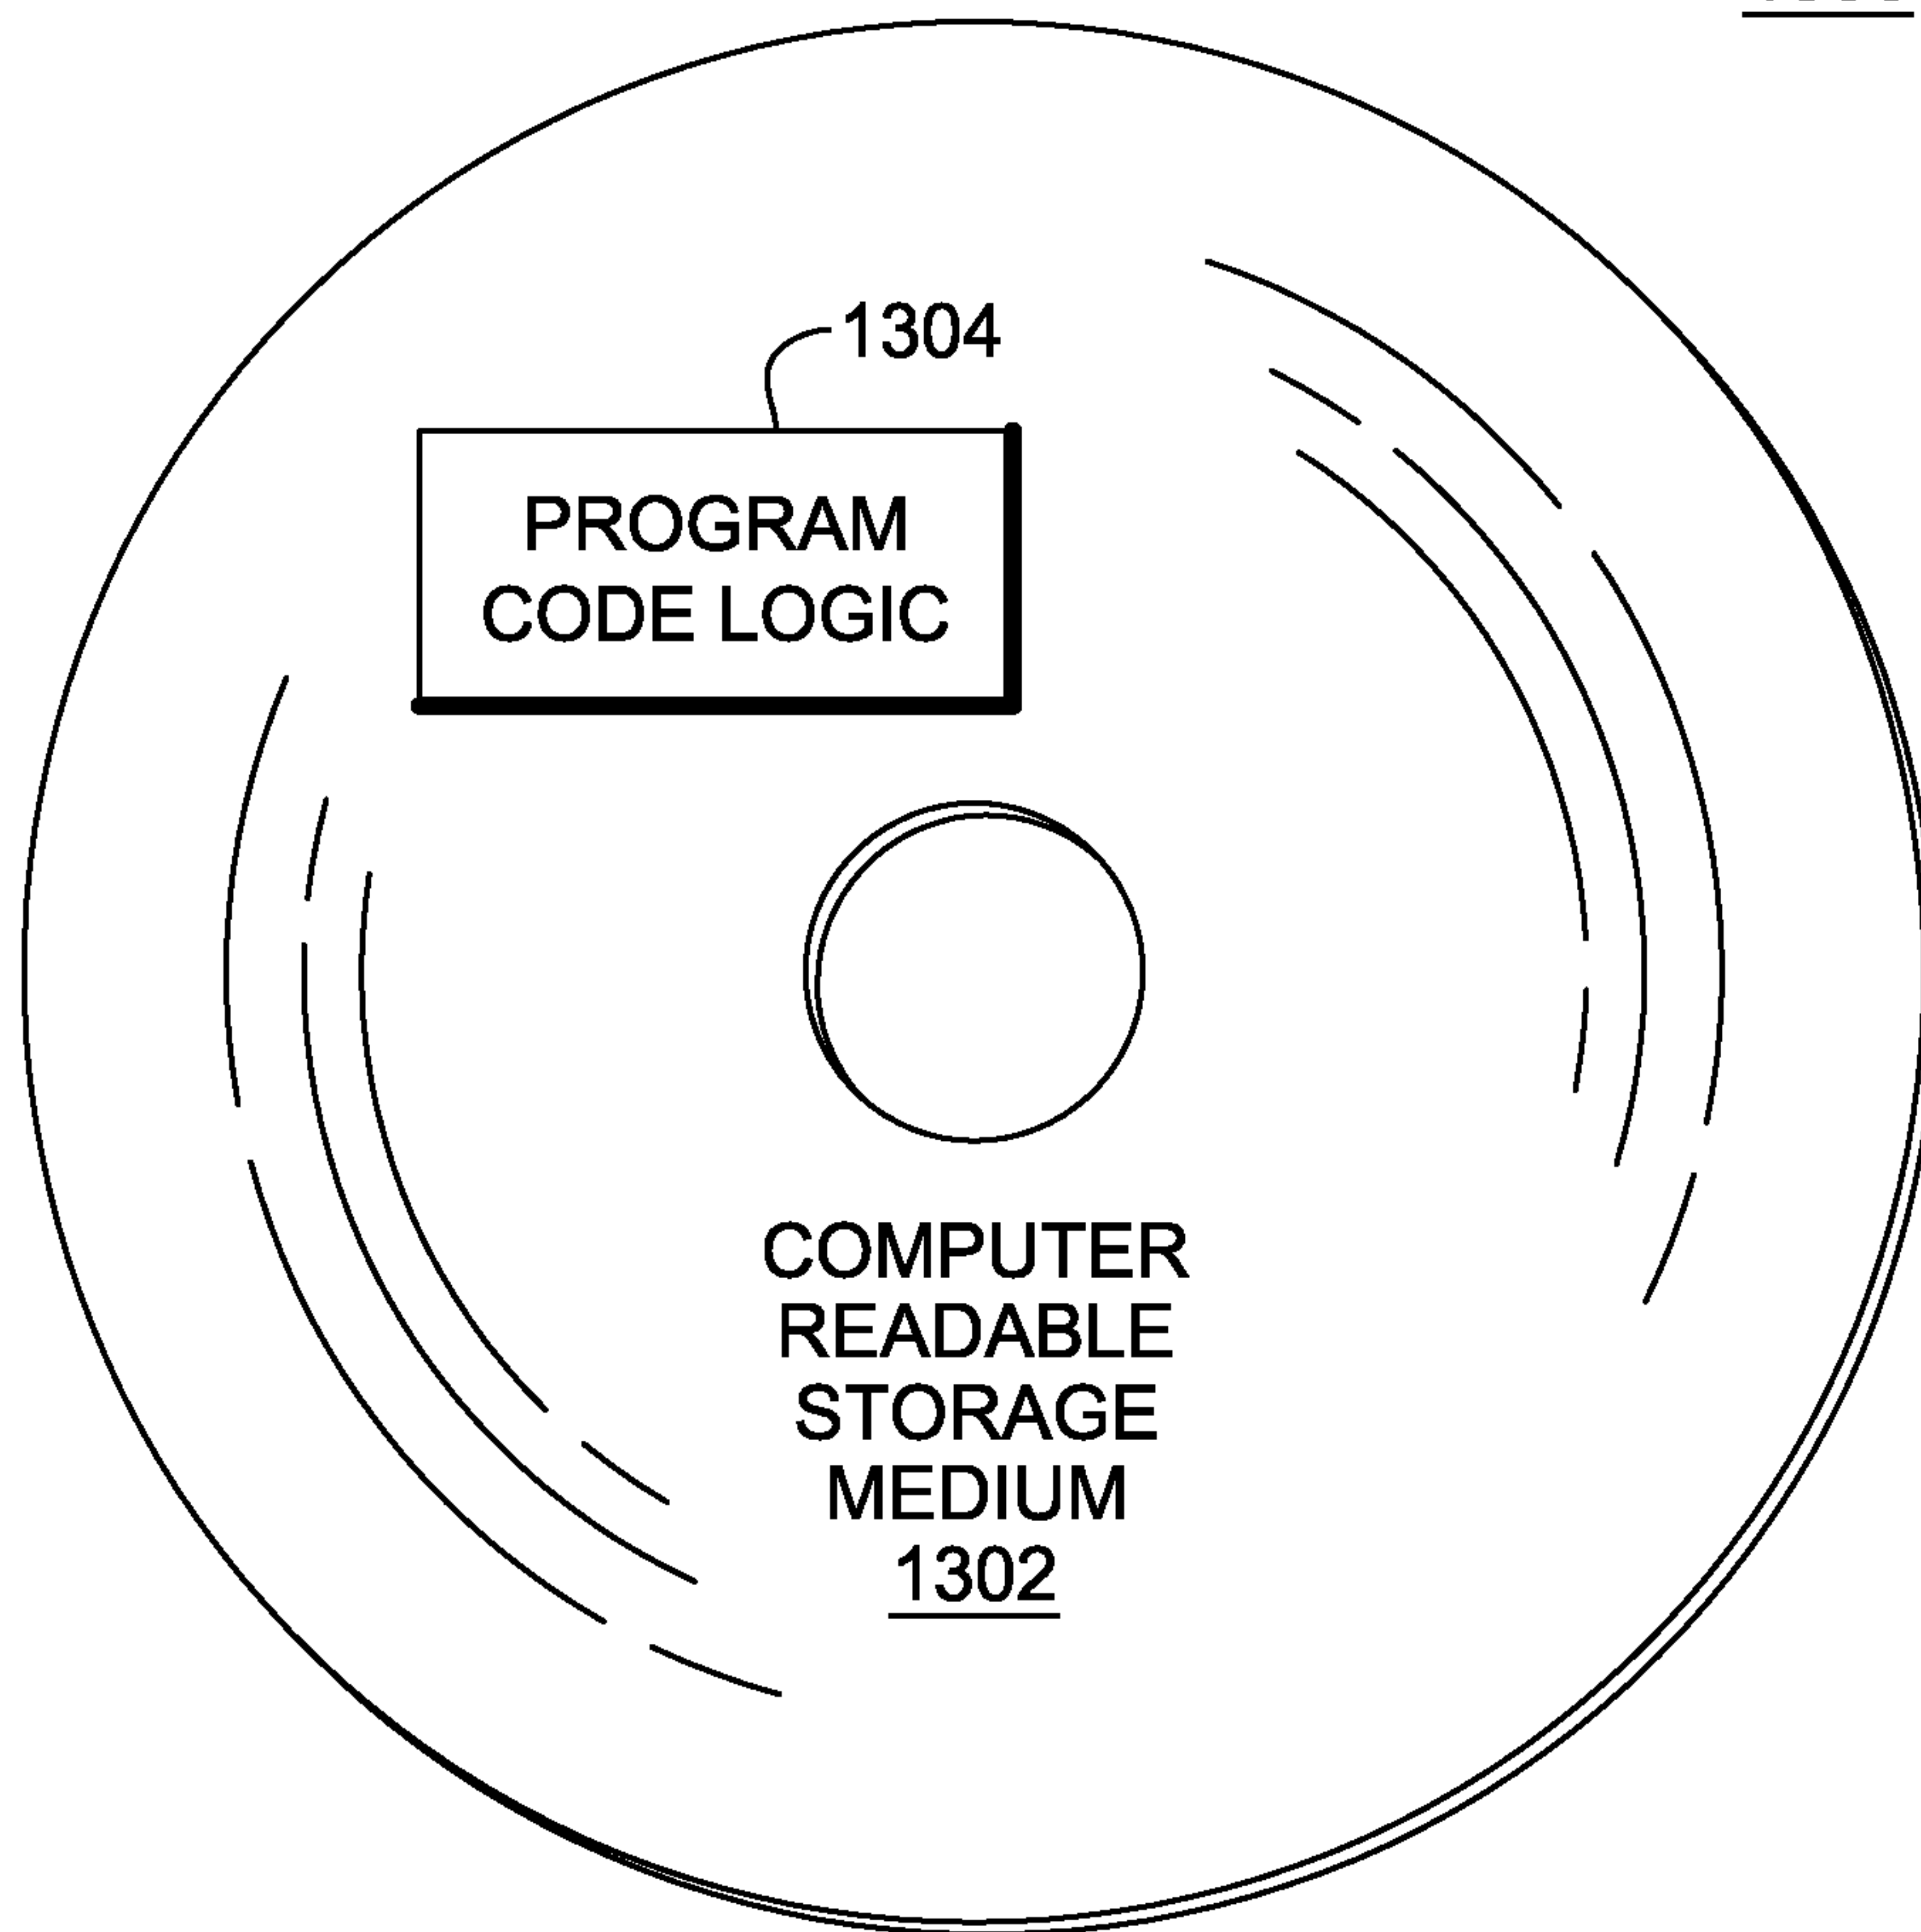 1304
PROGRAM
CODE LOGIC
COMPUTER
READABLE
STORAGE
MEDIUM
1302